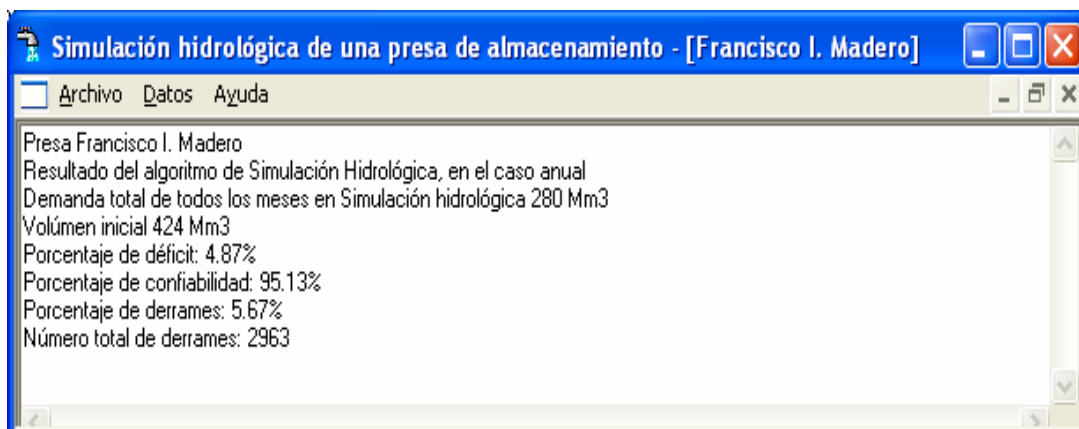 Simulación hidrológica de una presa de almacenamiento - [Francisco I. Madero]
Archivo Datos Ayuda
Presa Francisco I. Madero
Resultado del algoritmo de Simulación Hidrológica, en el caso anual
Demanda total de todos los meses en Simulación hidrológica 280 Mm3
Volúmen inicial 424 Mm3
Porcentaje de déficit: 4.87%
Porcentaje de confiabilidad: 95.13%
Porcentaje de derrames: 5.67%
Número total de derrames: 2963